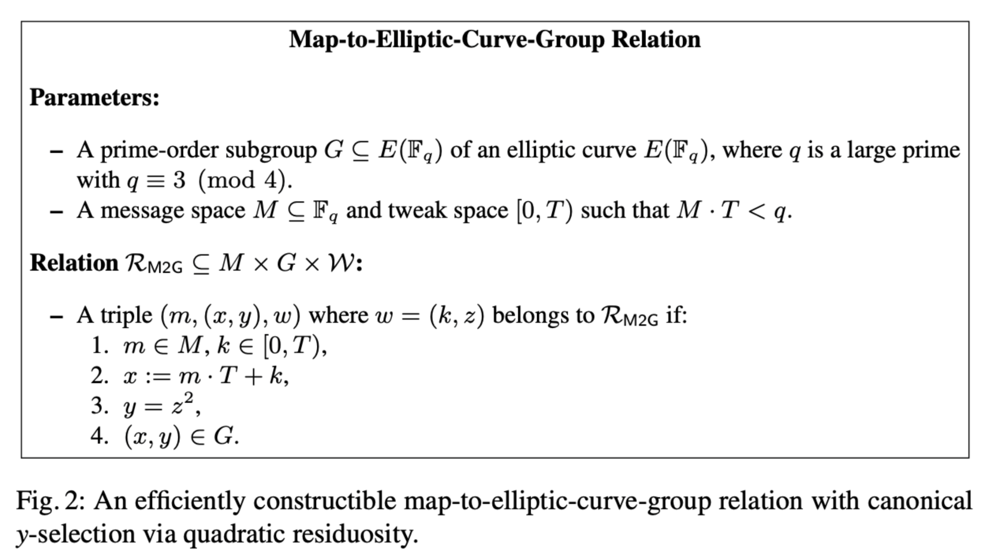 Map-to-Elliptic-Curve-Group Relation
Parameters:
– A prime-order subgroup G ⊆ E(𝔽_q) of an elliptic curve E(𝔽_q), where q is a large prime
with q ≡ 3 (mod 4).
– A message space M ⊆ 𝔽_q and tweak space [0, T) such that M · T < q.
Relation ℛ_M2G ⊆ M × G × 𝒲:
– A triple (m, (x, y), w) where w = (k, z) belongs to ℛ_M2G if:
1. m ∈ M, k ∈ [0, T),
2. x := m · T + k,
3. y = z²,
4. (x, y) ∈ G.
Fig. 2: An efficiently constructible map-to-elliptic-curve-group relation with canonical
y-selection via quadratic residuosity.